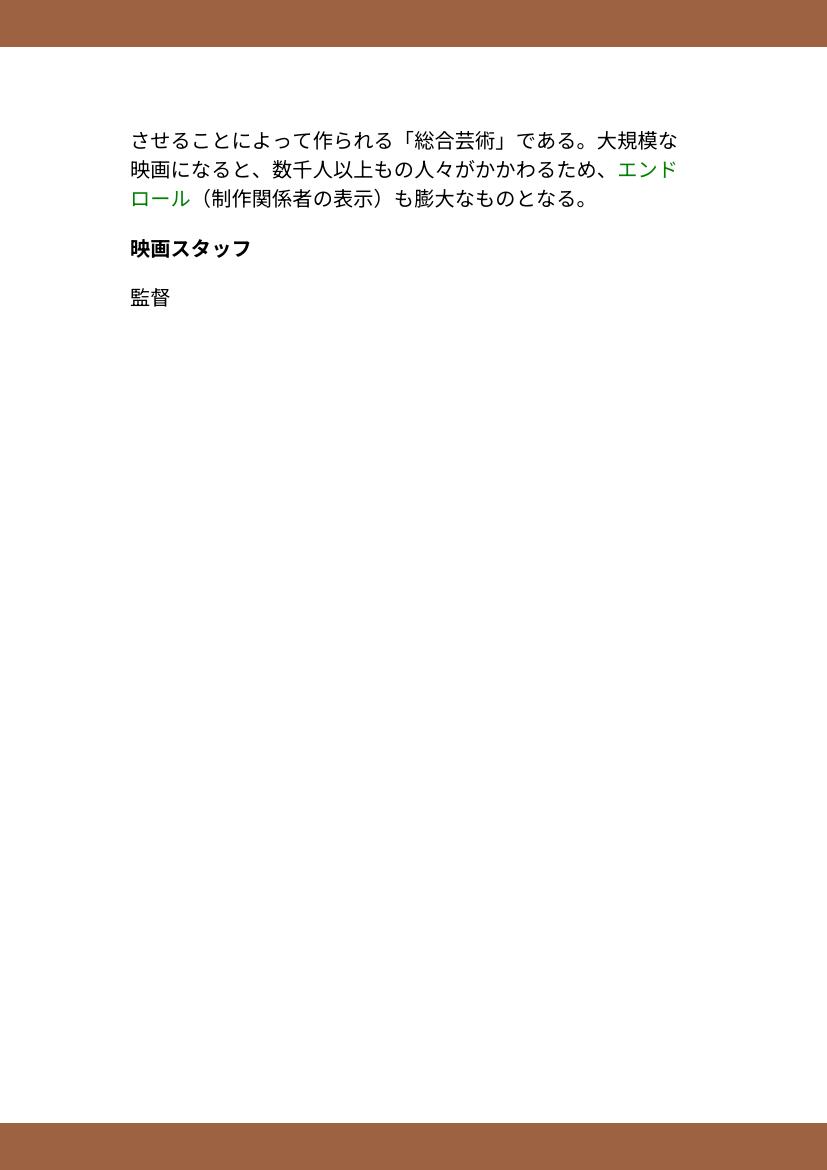 させることによって作られる「総合芸術」である。大規模な
映画になると、数千人以上もの人々がかかわるため、エンド
ロール（制作関係者の表示）も膨大なものとなる。
映画スタッフ
監督